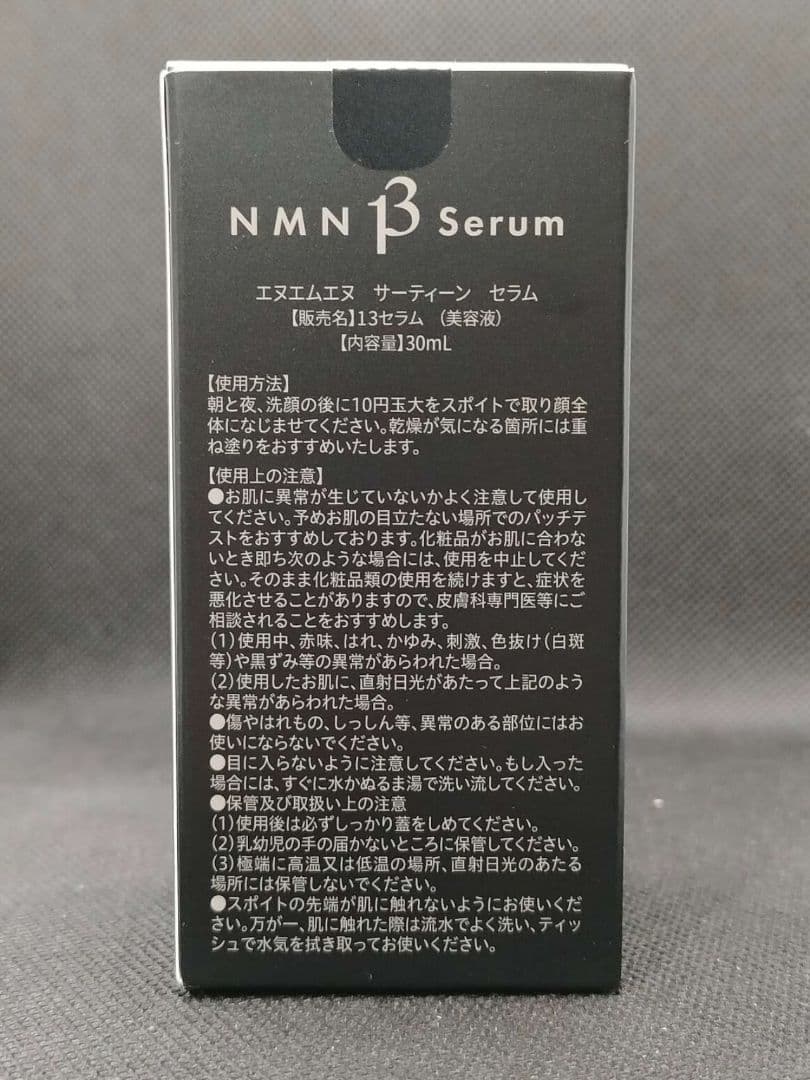 NMN 13 Serum
エヌエムエヌ　サーティーン　セラム
【販売名】13セラム　（美容液）
【内容量】30mL
【使用方法】
朝と夜、洗顔の後に10円玉大をスポイトで取り顔全
体になじませてください。乾燥が気になる箇所には重
ね塗りをおすすめいたします。
【使用上の注意】
●お肌に異常が生じていないかよく注意して使用し
てください。予めお肌の目立たない場所でのパッチテ
ストをおすすめしております。化粧品がお肌に合わな
いとき即ち次のような場合には、使用を中止してくだ
さい。そのまま化粧品類の使用を続けますと、症状を
悪化させることがありますので、皮膚科専門医等にご
相談されることをおすすめします。
（1）使用中、赤味、はれ、かゆみ、刺激、色抜け（白斑
等）や黒ずみ等の異常があらわれた場合。
（2）使用したお肌に、直射日光があたって上記のよう
な異常があらわれた場合。
●傷やはれもの、しっしん等、異常のある部位にはお
使いにならないでください。
●目に入らないように注意してください。もし入った
場合には、すぐに水かぬるま湯で洗い流してください。
●保管及び取扱い上の注意
（1）使用後は必ずしっかり蓋をしめてください。
（2）乳幼児の手の届かないところに保管してください。
（3）極端に高温又は低温の場所、直射日光のあたる
場所には保管しないでください。
●スポイトの先端が肌に触れないようにお使いくだ
さい。万が一、肌に触れた際は流水でよく洗い、ティッ
シュで水気を拭き取ってお使いください。